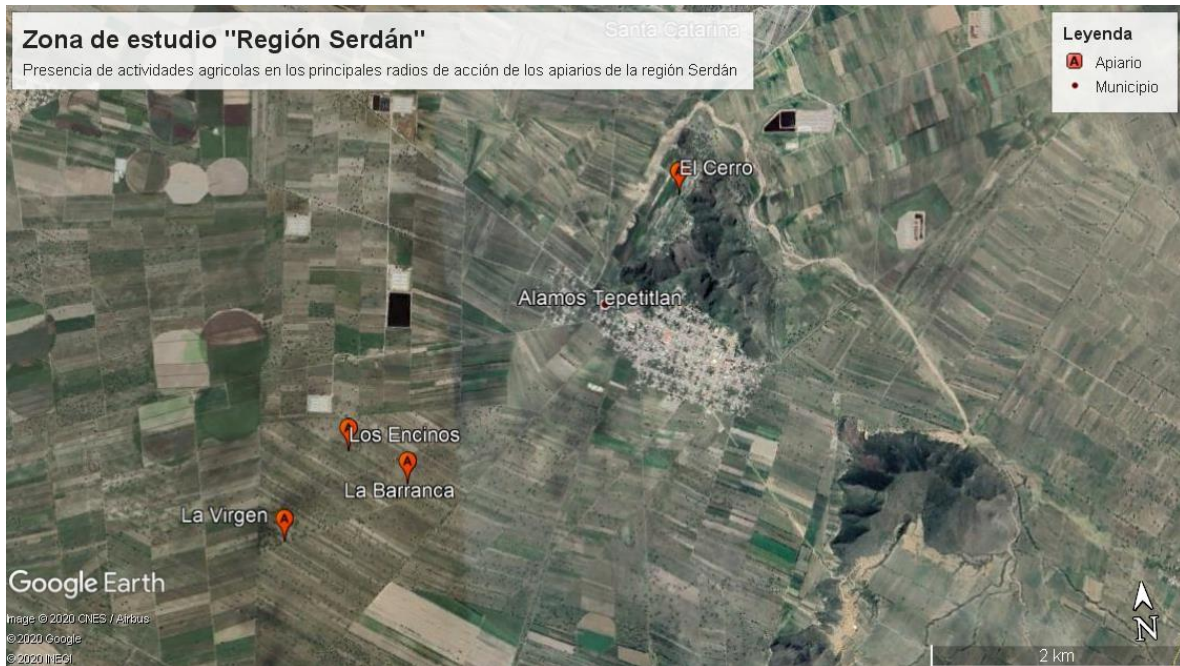 Zona de estudio "Región Serdán"
Presencia de actividades agricolas en los principales radios de acción de los apiarios de la región Serdán
Santa Catarina
Leyenda
A Apiario
Municipio
El Cerro
Alamos Tepetitlan
A
Los Encinos
A
La Barranca
La Virgen
A
Google Earth
Image © 2020 CNES / Airbus
© 2020 Google
© 2020 INEGI
N
2 km